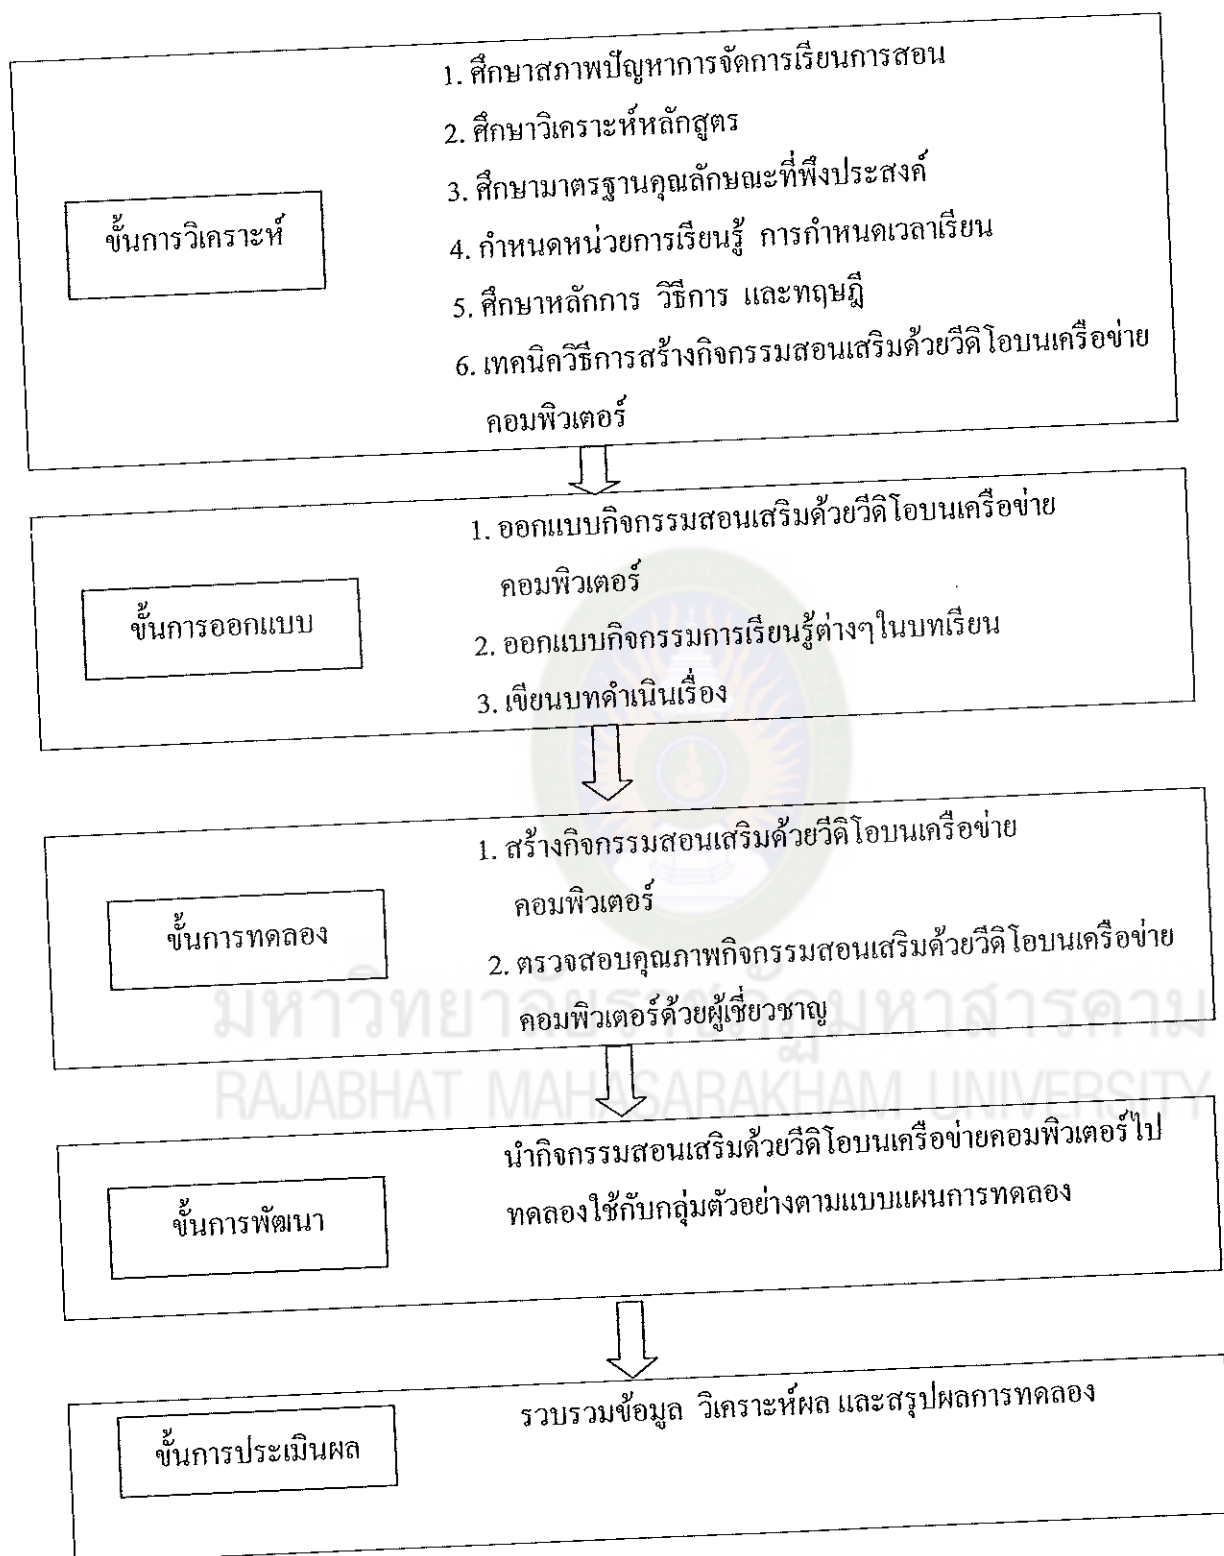 1. ศึกษาสภาพปัญหาการจัดการเรียนการสอน
2. ศึกษาวิเคราะห์หลักสูตร
3. ศึกษามาตรฐานคุณลักษณะที่พึงประสงค์
ขั้นการวิเคราะห์
4. กำหนดหน่วยการเรียนรู้ การกำหนดเวลาเรียน
5. ศึกษาหลักการ วิธีการ และทฤษฎี
6. เทคนิควิธีการสร้างกิจกรรมสอนเสริมด้วยวีดิโอบนเครือข่าย
คอมพิวเตอร์
1. ออกแบบกิจกรรมสอนเสริมด้วยวีดิโอบนเครือข่าย
คอมพิวเตอร์
ขั้นการออกแบบ
2. ออกแบบกิจกรรมการเรียนรู้ต่างๆในบทเรียน
3. เขียนบทดำเนินเรื่อง
1. สร้างกิจกรรมสอนเสริมด้วยวีดิโอบนเครือข่าย
คอมพิวเตอร์
ขั้นการทดลอง
2. ตรวจสอบคุณภาพกิจกรรมสอนเสริมด้วยวีดิโอบนเครือข่าย
คอมพิวเตอร์ด้วยผู้เชี่ยวชาญ
มหาวิทยาลัยราชภัฏมหาสารคาม
RAJABHAT MAHASARAKHAM UNIVERSITY
นำกิจกรรมสอนเสริมด้วยวีดิโอบนเครือข่ายคอมพิวเตอร์ไป
ทดลองใช้กับกลุ่มตัวอย่างตามแบบแผนการทดลอง
ขั้นการพัฒนา
รวบรวมข้อมูล วิเคราะห์ผล และสรุปผลการทดลอง
ขั้นการประเมินผล